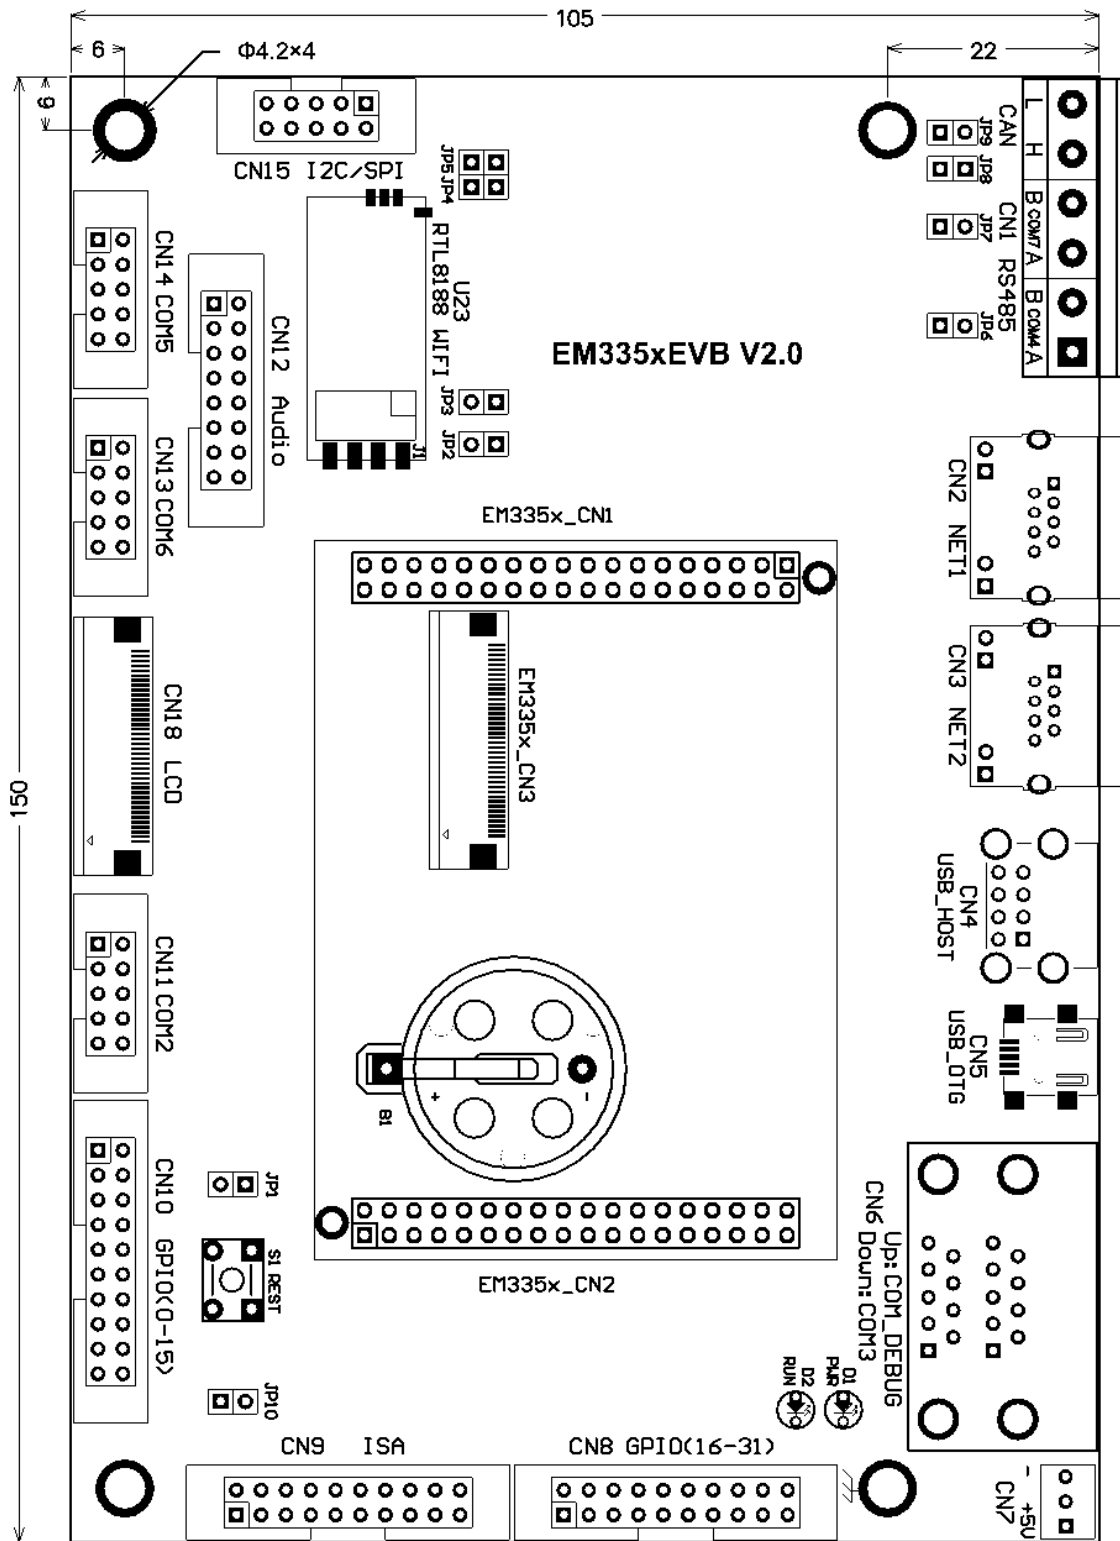 105
6
Φ4.2×4
22
6
150
CN15 I2C/SPI
JP5
JP4
CAN
L
H
JP9
JP8
CN1 RS485
B COM7 A
B COM4 A
JP7
JP6
CN14 COM5
CN12 Audio
U23
RTL8188 WIFI
EM335xEVB V2.0
JP3
JP2
J1
CN13 COM6
EM335x_CN1
CN2 NET1
CN18 LCD
EM335x_CN3
CN3 NET2
CN4
USB_HOST
CN11 COM2
CN5
USB_OTG
+
-
B1
CN10 GPIO(0-15)
JP1
S1 REST
EM335x_CN2
CN6 Up:COM_DEBUG
Down:COM3
JP10
D2
RUN
D1
PWR
CN9 ISA
CN8 GPIO(16-31)
- +5V
CN7